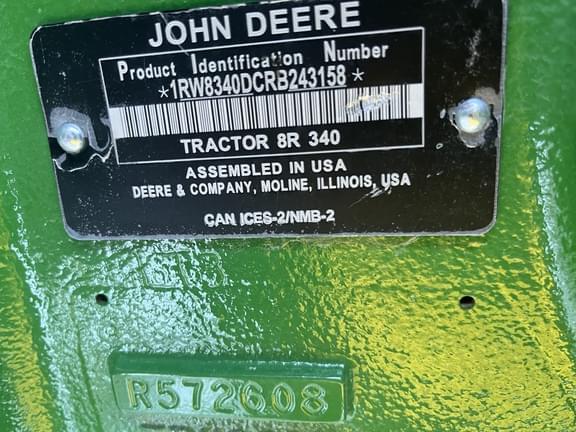 JOHN DEERE
Product Identification Number
*1RW8340DCRB243158*
TRACTOR 8R 340
ASSEMBLED IN USA
DEERE & COMPANY, MOLINE, ILLINOIS, USA
CAN ICES-2/NMB-2
R572608